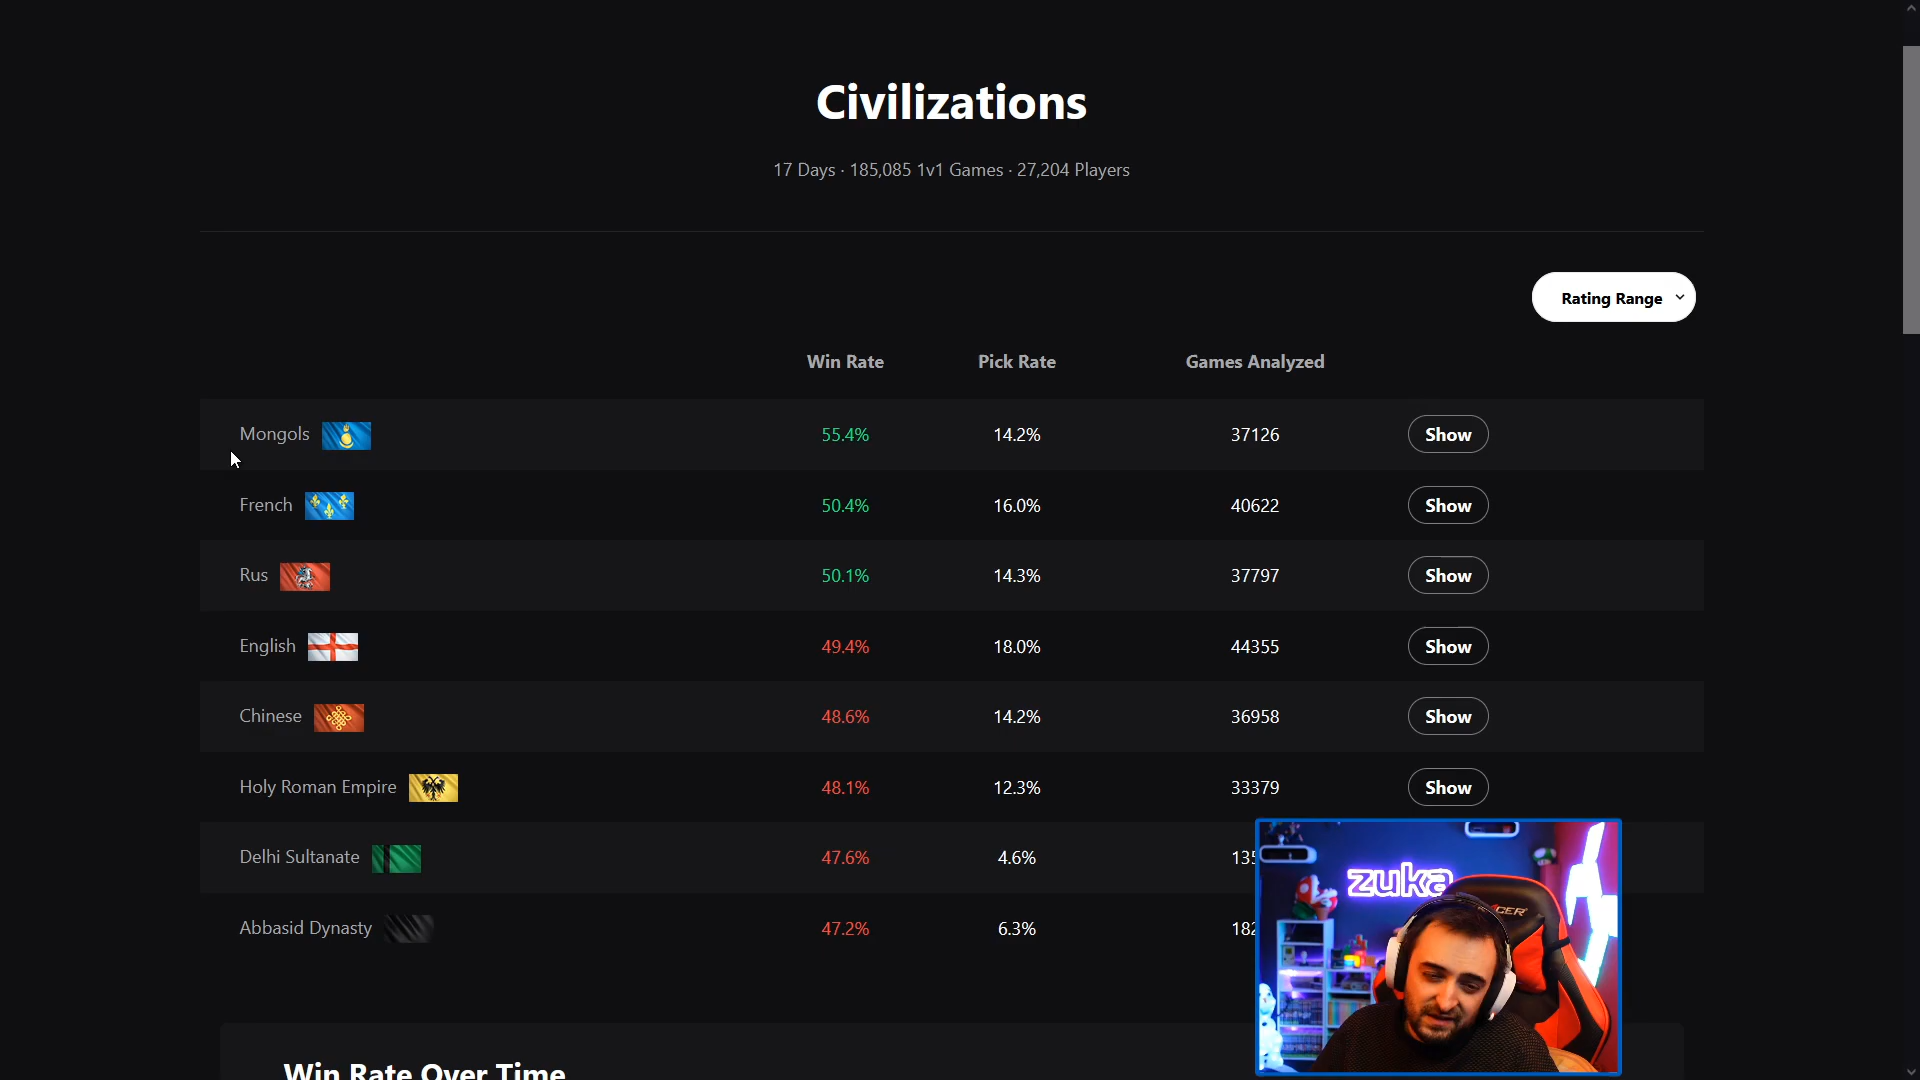 Civilizations
17 Days · 185,085 1v1 Games · 27,204 Players
Rating Range
Win Rate Pick Rate Games Analyzed
Mongols 55.4% 14.2% 37126 Show
French 50.4% 16.0% 40622 Show
Rus 50.1% 14.3% 37797 Show
English 49.4% 18.0% 44355 Show
Chinese 48.6% 14.2% 36958 Show
Holy Roman Empire 48.1% 12.3% 33379 Show
Delhi Sultanate 47.6% 4.6% 135
Abbasid Dynasty 47.2% 6.3% 182
zuka
Win Rate Over Time